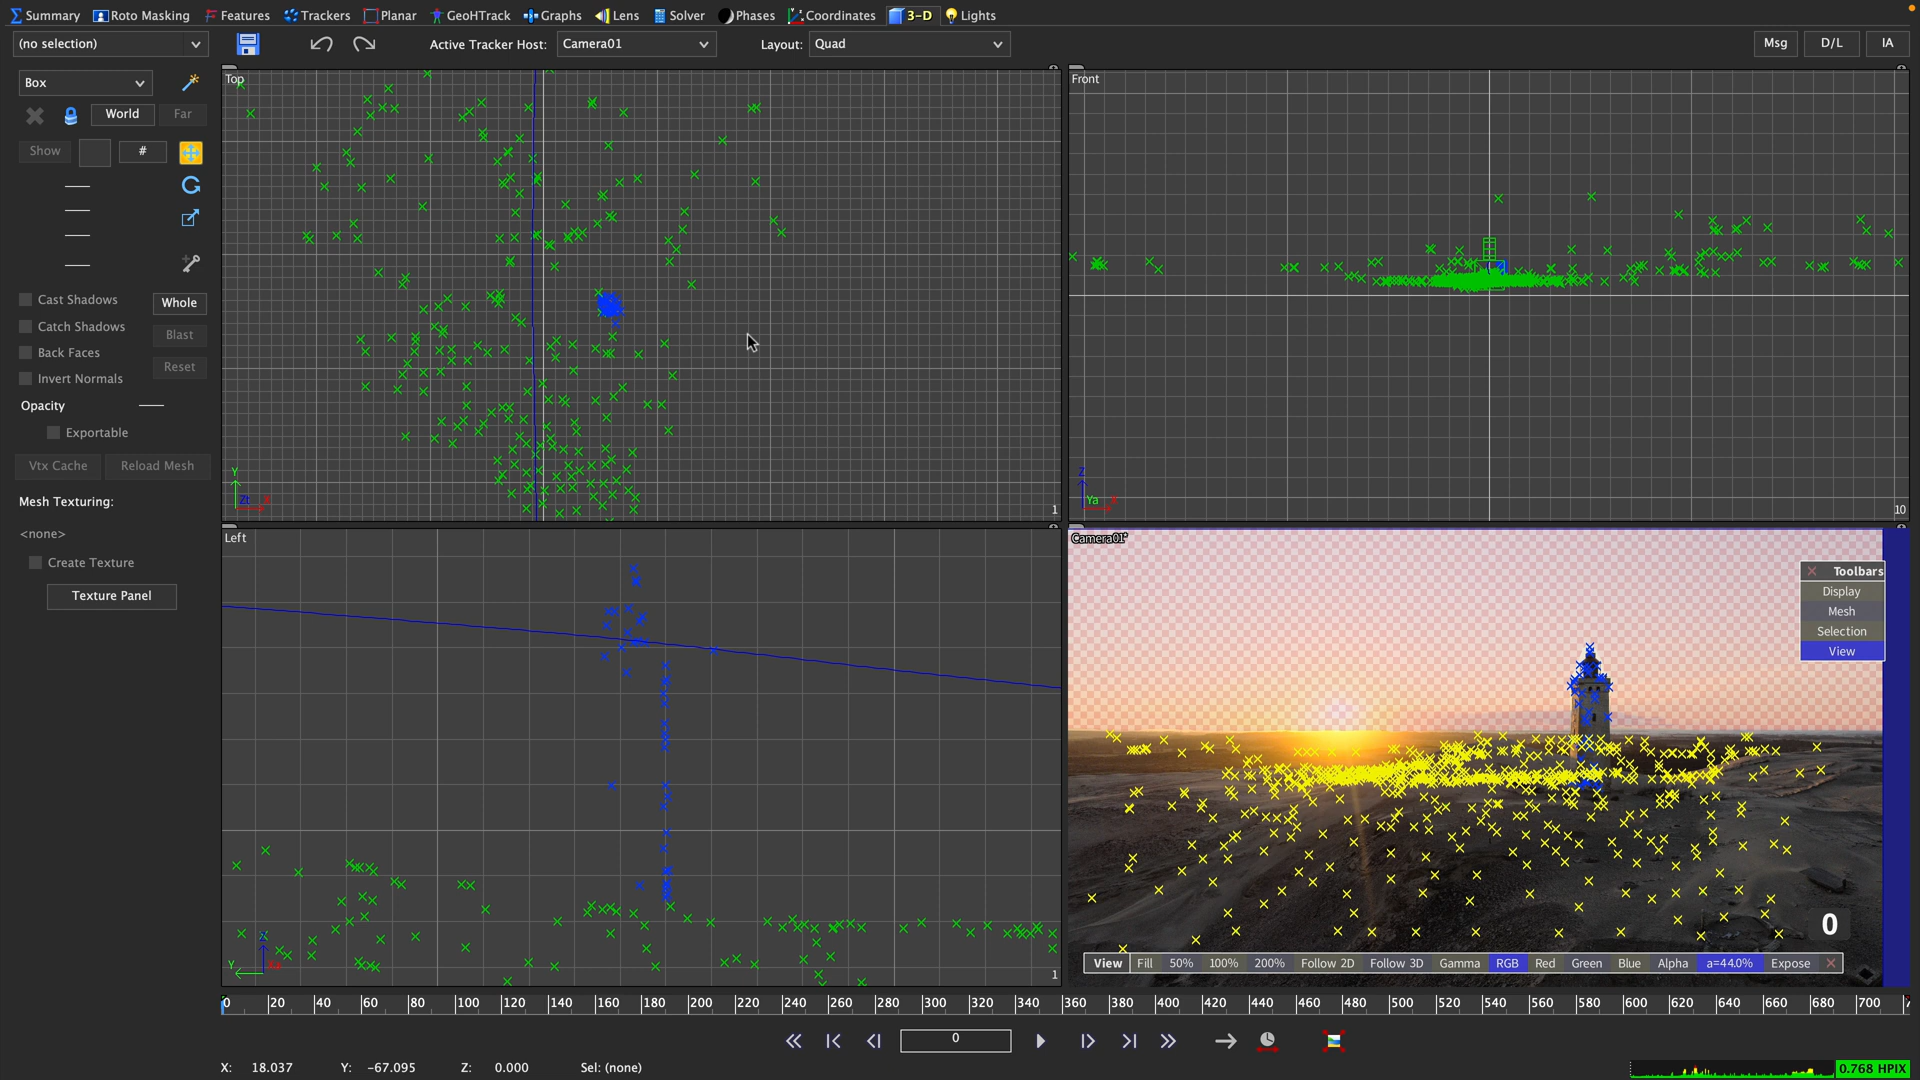 Summary Roto Masking Features Trackers Planar GeoHTrack Graphs Lens Solver Phases Coordinates 3-D Lights
(no selection) Active Tracker Host: Camera01 Layout: Quad Msg D/L IA
Box
World Far
Show #
Cast Shadows Whole
Catch Shadows Blast
Back Faces
Invert Normals Reset
Opacity
Exportable
Vtx Cache Reload Mesh
Mesh Texturing:
<none>
Create Texture
Texture Panel
Top
Y
Zt X
1
Front
Z
Ya X
10
Left
Z
Y Xa
1
Camera01*
Toolbars
Display
Mesh
Selection
View
0
View Fill 50% 100% 200% Follow 2D Follow 3D Gamma RGB Red Green Blue Alpha a=44.0% Expose
0 20 40 60 80 100 120 140 160 180 200 220 240 260 280 300 320 340 360 380 400 420 440 460 480 500 520 540 560 580 600 620 640 660 680 700
0
X: 18.037 Y: -67.095 Z: 0.000 Sel: (none)
0.768 HPIX